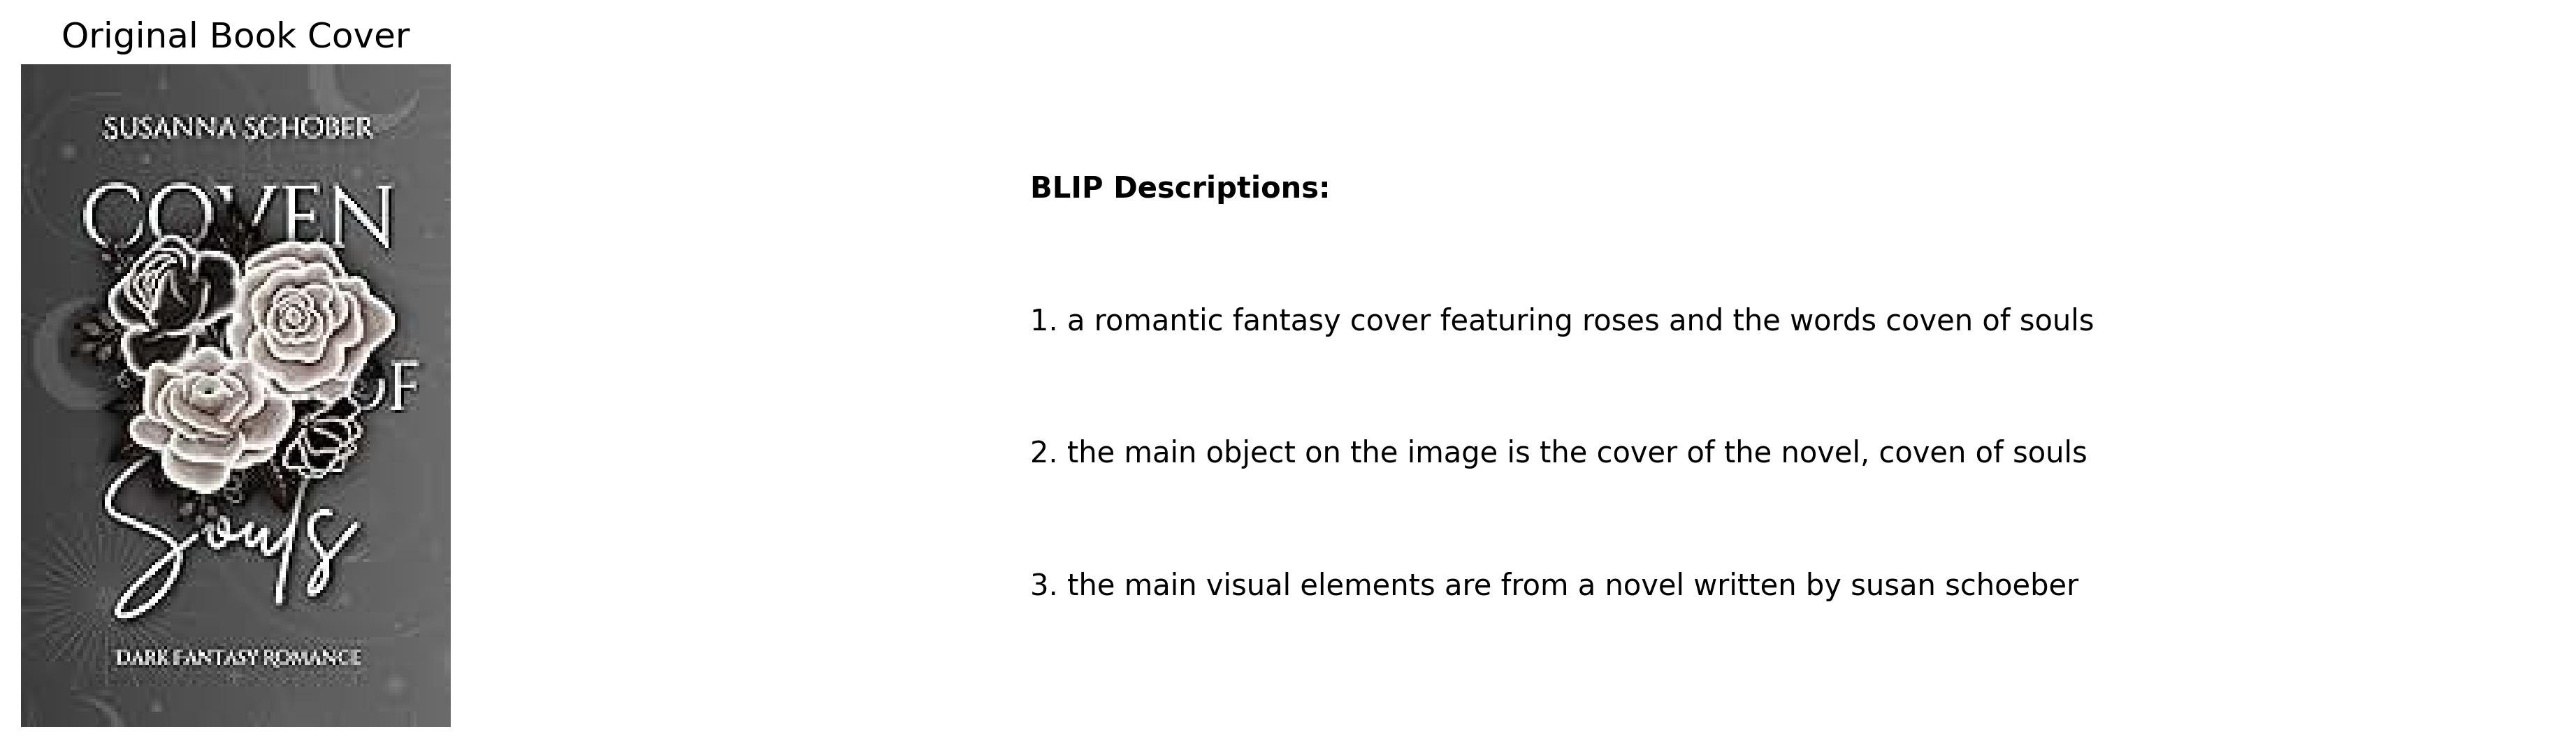 Original Book Cover
SUSANNA SCHOBER
COVEN
OF
Souls
DARK FANTASY ROMANCE
BLIP Descriptions:
1. a romantic fantasy cover featuring roses and the words coven of souls
2. the main object on the image is the cover of the novel, coven of souls
3. the main visual elements are from a novel written by susan schoeber